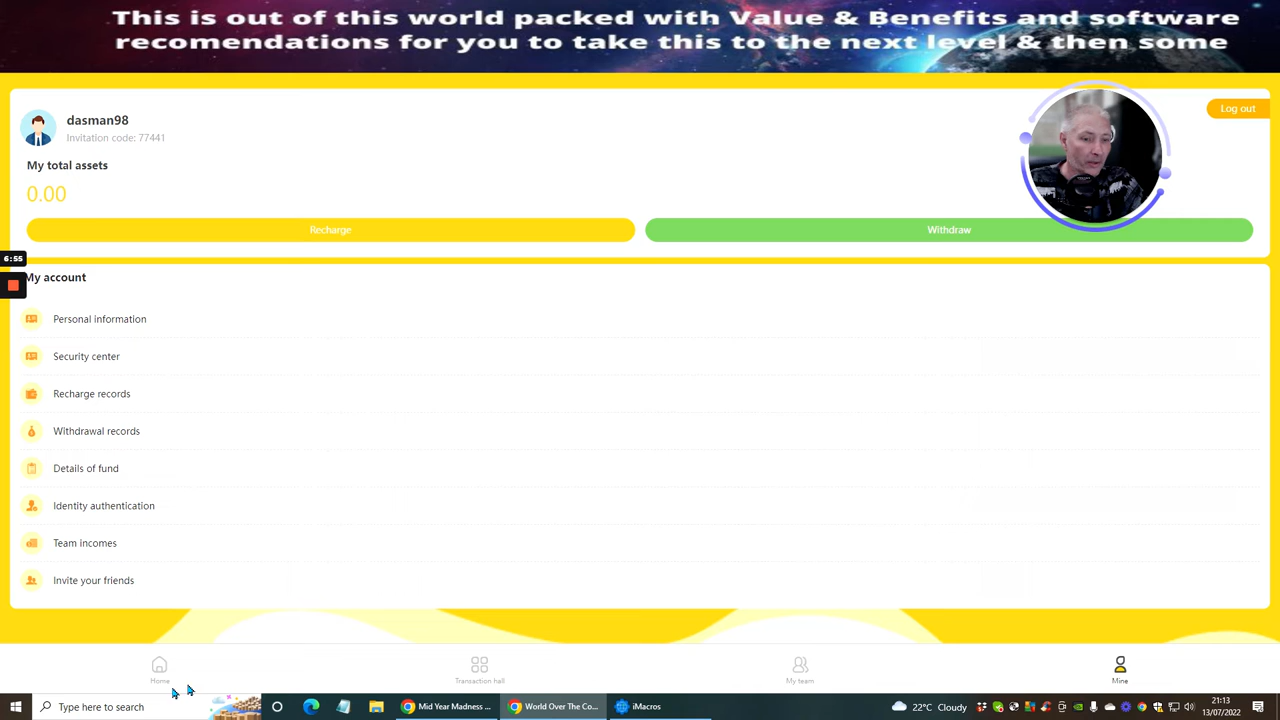 This is out of this world packed with Value & Benefits and software
recomendations for you to take this to the next level & then some
dasman98
Invitation code: 77441
Log out
My total assets
0.00
Recharge
Withdraw
6:55
My account
Personal information
Security center
Recharge records
Withdrawal records
Details of fund
Identity authentication
Team incomes
Invite your friends
Home
Transaction hall
My team
Mine
Type here to search
Mid Year Madness ...
World Over The Co...
iMacros
22°C Cloudy
21:13
13/07/2022